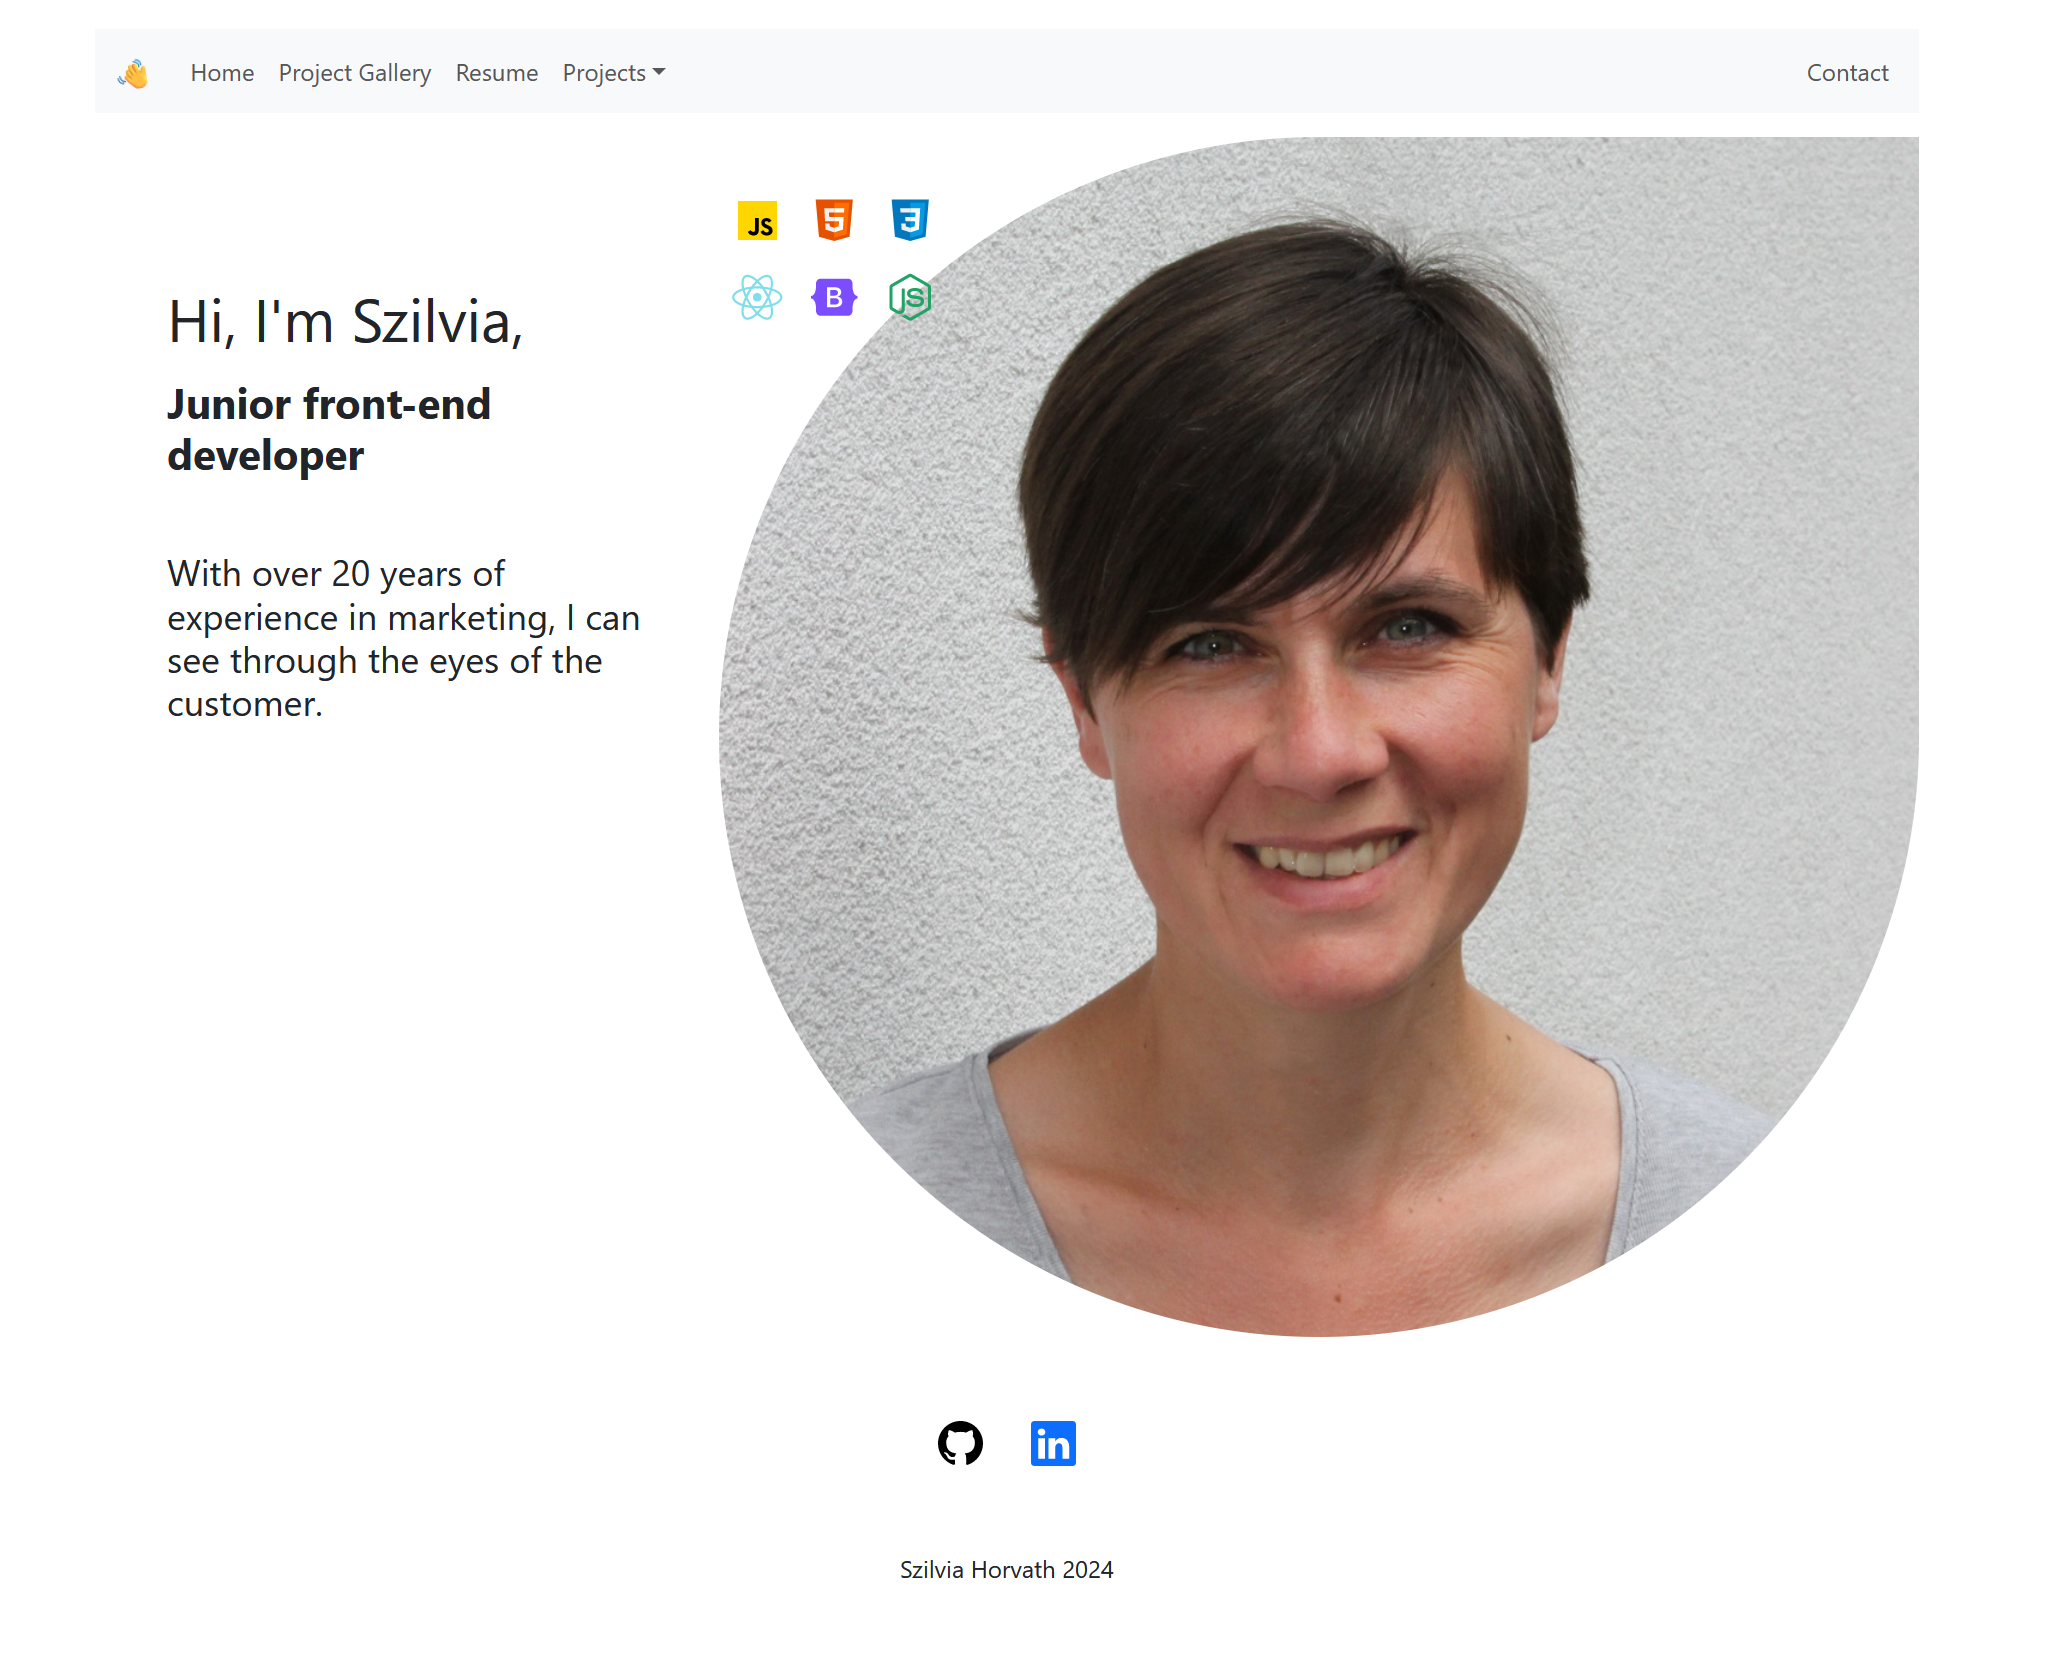 Home Project Gallery Resume Projects Contact
JS 5 3
B JS
Hi, I'm Szilvia,
Junior front-end
developer
With over 20 years of
experience in marketing, I can
see through the eyes of the
customer.
in
Szilvia Horvath 2024